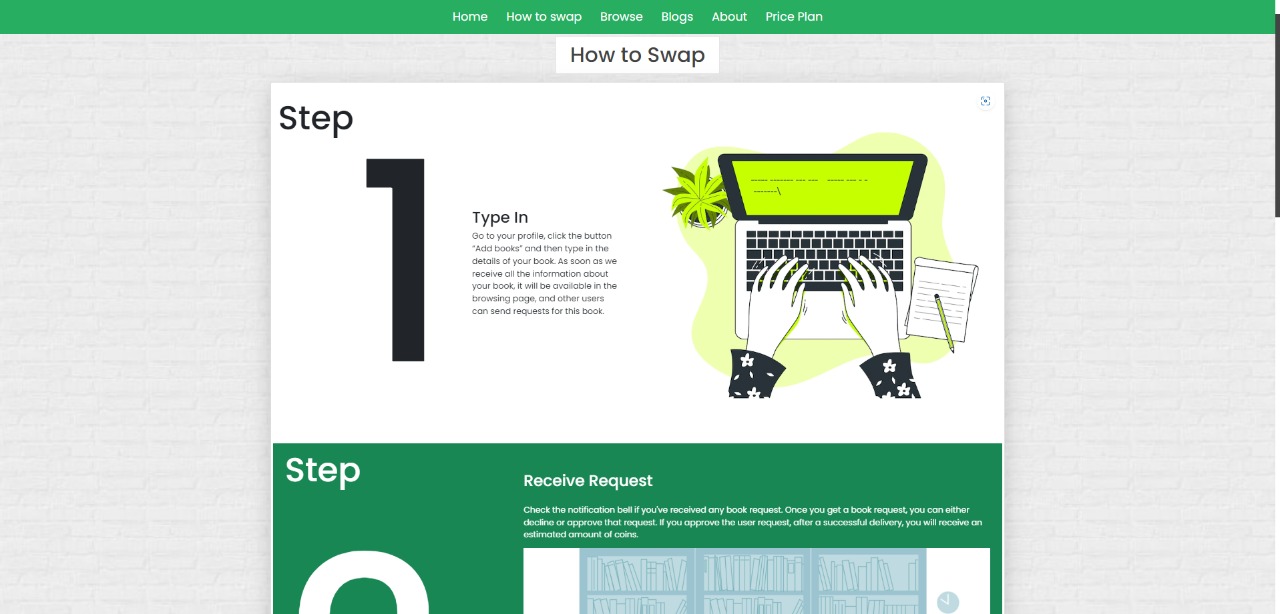 Home How to swap Browse Blogs About Price Plan
How to Swap
Step
1
Type In
Go to your profile, click the button
“Add books” and then type in the
details of your book. As soon as we
receive all the information about
your book, it will be available in the
browsing page, and other users
can send requests for this book.
Step
Receive Request
Check the notification bell if you've received any book request. Once you get a book request, you can either
decline or approve that request. If you approve the user request, after a successful delivery, you will receive an
estimated amount of coins.